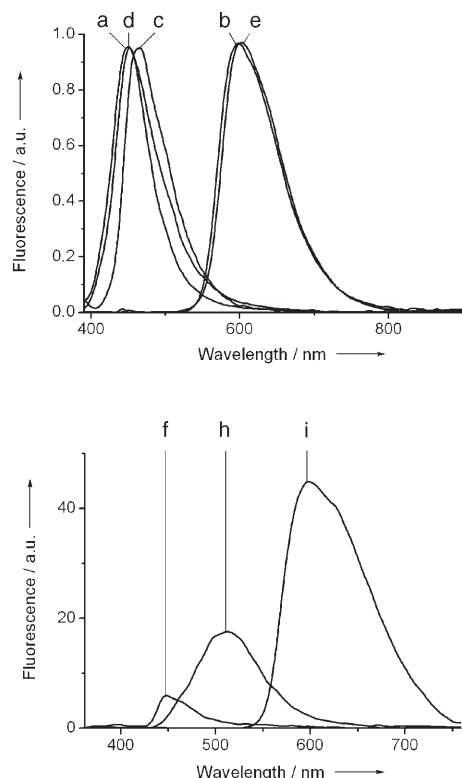 a d c b e
1.0
0.8
0.6
0.4
0.2
0.0
Fluorescence / a.u.
400 600 800
Wavelength / nm
f h i
40
20
0
Fluorescence / a.u.
400 500 600 700
Wavelength / nm